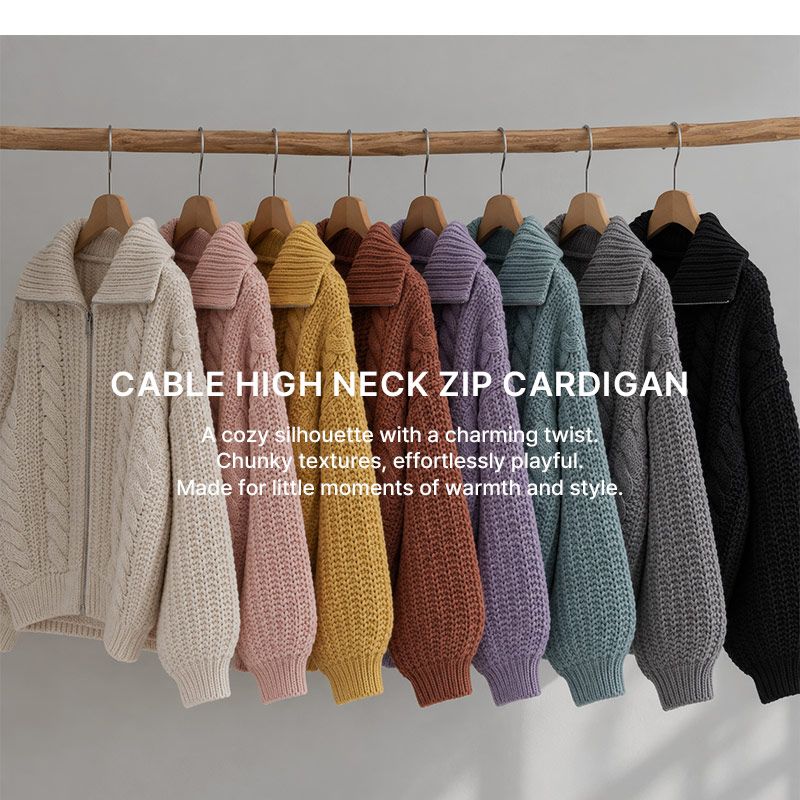 CABLE HIGH NECK ZIP CARDIGAN
A cozy silhouette with a charming twist.
Chunky textures, effortlessly playful.
Made for little moments of warmth and style.